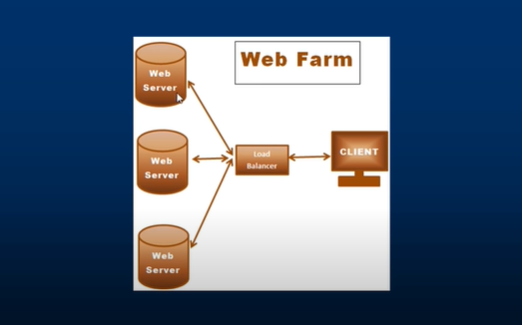 Web Farm
Web
Server
Web
Server
Load
Balancer
CLIENT
Web
Server